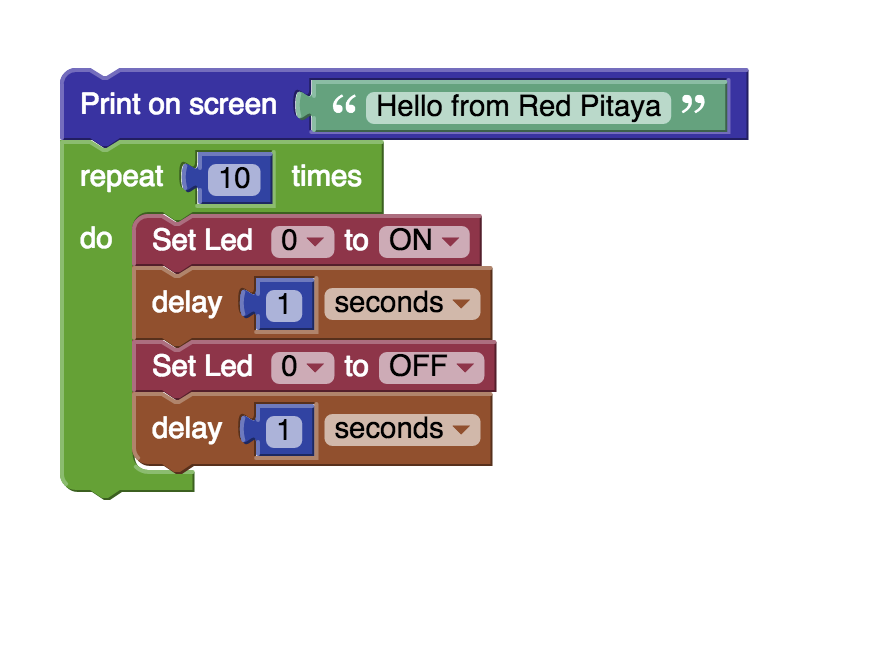 Print on screen “ Hello from Red Pitaya ”
repeat 10 times
do Set Led 0 to ON
delay 1 seconds
Set Led 0 to OFF
delay 1 seconds